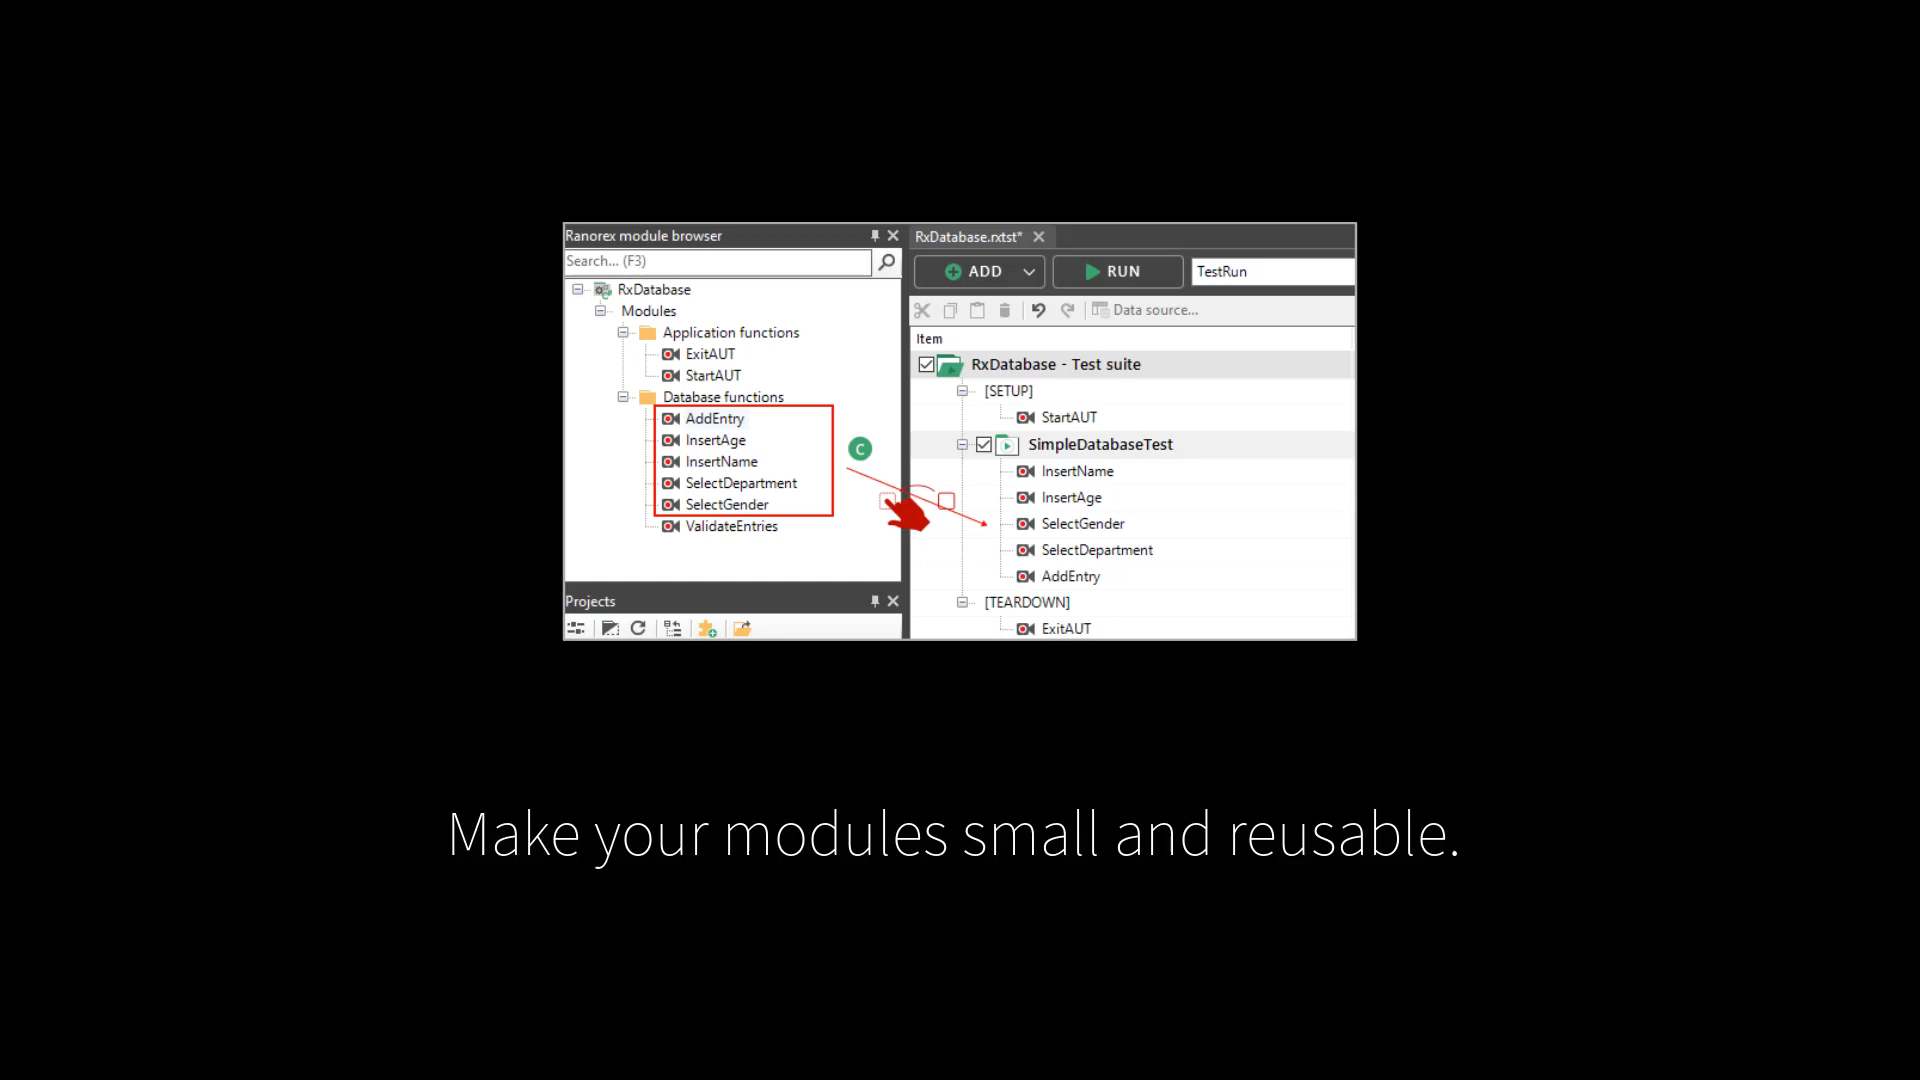 Ranorex module browser
Search... (F3)
RxDatabase
Modules
Application functions
ExitAUT
StartAUT
Database functions
AddEntry
InsertAge
InsertName
SelectDepartment
SelectGender
ValidateEntries
Projects
C
RxDatabase.rxtst*
ADD
RUN
TestRun
Data source...
Item
RxDatabase - Test suite
[SETUP]
StartAUT
SimpleDatabaseTest
InsertName
InsertAge
SelectGender
SelectDepartment
AddEntry
[TEARDOWN]
ExitAUT
Make your modules small and reusable.